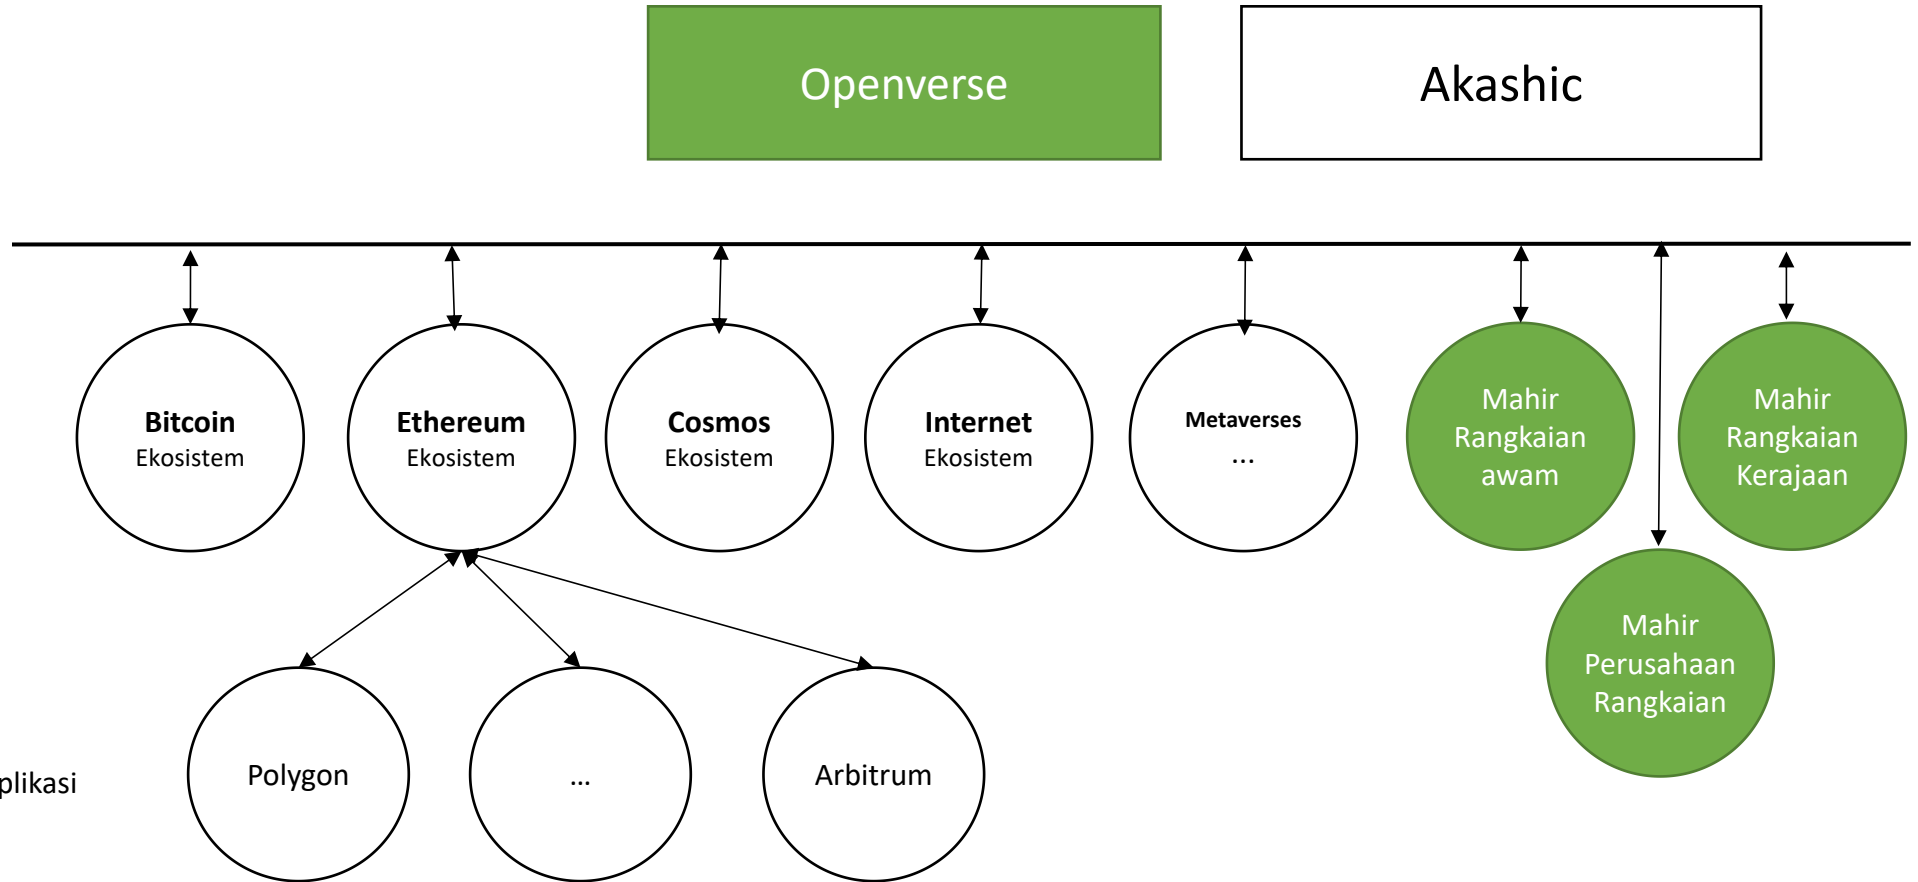 Openverse
Akashic
Bitcoin
Ekosistem
Ethereum
Ekosistem
Cosmos
Ekosistem
Internet
Ekosistem
Metaverses
...
Mahir
Rangkaian
awam
Mahir
Rangkaian
Kerajaan
Mahir
Perusahaan
Rangkaian
plikasi
Polygon
...
Arbitrum